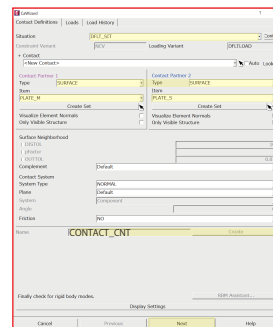 CaWizard ?
Contact Definitions Loads Load History
Situation DFLT_SET
Constraint Variant NCV Loading Variant DFLTLOAD
Contact
<New Contact> Auto
Contact Partner 1 Contact Partner 2
Type SURFACE Type SURFACE
Item Item
PLATE_M PLATE_S
Create Set Create Set
Visualize Element Normals Visualize Element Normals
Only Visible Structure Only Visible Structure
Surface Neighborhood
DISTOL
pFactor
OUTTOL
Complement Default
Contact System
System Type NORMAL
Plane Default
System Component
Angle
Friction NO
Name CONTACT_CNT Create
Finally check for rigid body modes. RBM Assistant...
Display Settings
Cancel Previous Next Help